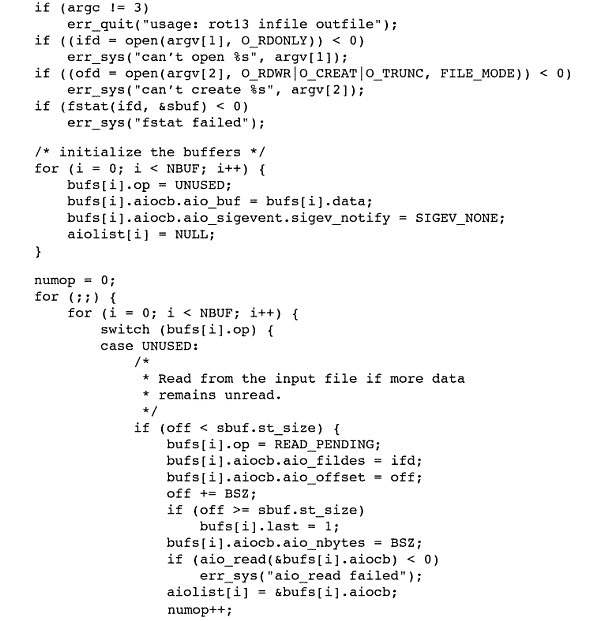 if (argc != 3)
    err_quit("usage: rot13 infile outfile");
if ((ifd = open(argv[1], O_RDONLY)) < 0)
    err_sys("can't open %s", argv[1]);
if ((ofd = open(argv[2], O_RDWR|O_CREAT|O_TRUNC, FILE_MODE)) < 0)
    err_sys("can't create %s", argv[2]);
if (fstat(ifd, &sbuf) < 0)
    err_sys("fstat failed");

/* initialize the buffers */
for (i = 0; i < NBUF; i++) {
    bufs[i].op = UNUSED;
    bufs[i].aiocb.aio_buf = bufs[i].data;
    bufs[i].aiocb.aio_sigevent.sigev_notify = SIGEV_NONE;
    aiolist[i] = NULL;
}

numop = 0;
for (;;) {
    for (i = 0; i < NBUF; i++) {
        switch (bufs[i].op) {
        case UNUSED:
            /*
             * Read from the input file if more data
             * remains unread.
             */
            if (off < sbuf.st_size) {
                bufs[i].op = READ_PENDING;
                bufs[i].aiocb.aio_fildes = ifd;
                bufs[i].aiocb.aio_offset = off;
                off += BSZ;
                if (off >= sbuf.st_size)
                    bufs[i].last = 1;
                bufs[i].aiocb.aio_nbytes = BSZ;
                if (aio_read(&bufs[i].aiocb) < 0)
                    err_sys("aio_read failed");
                aiolist[i] = &bufs[i].aiocb;
                numop++;